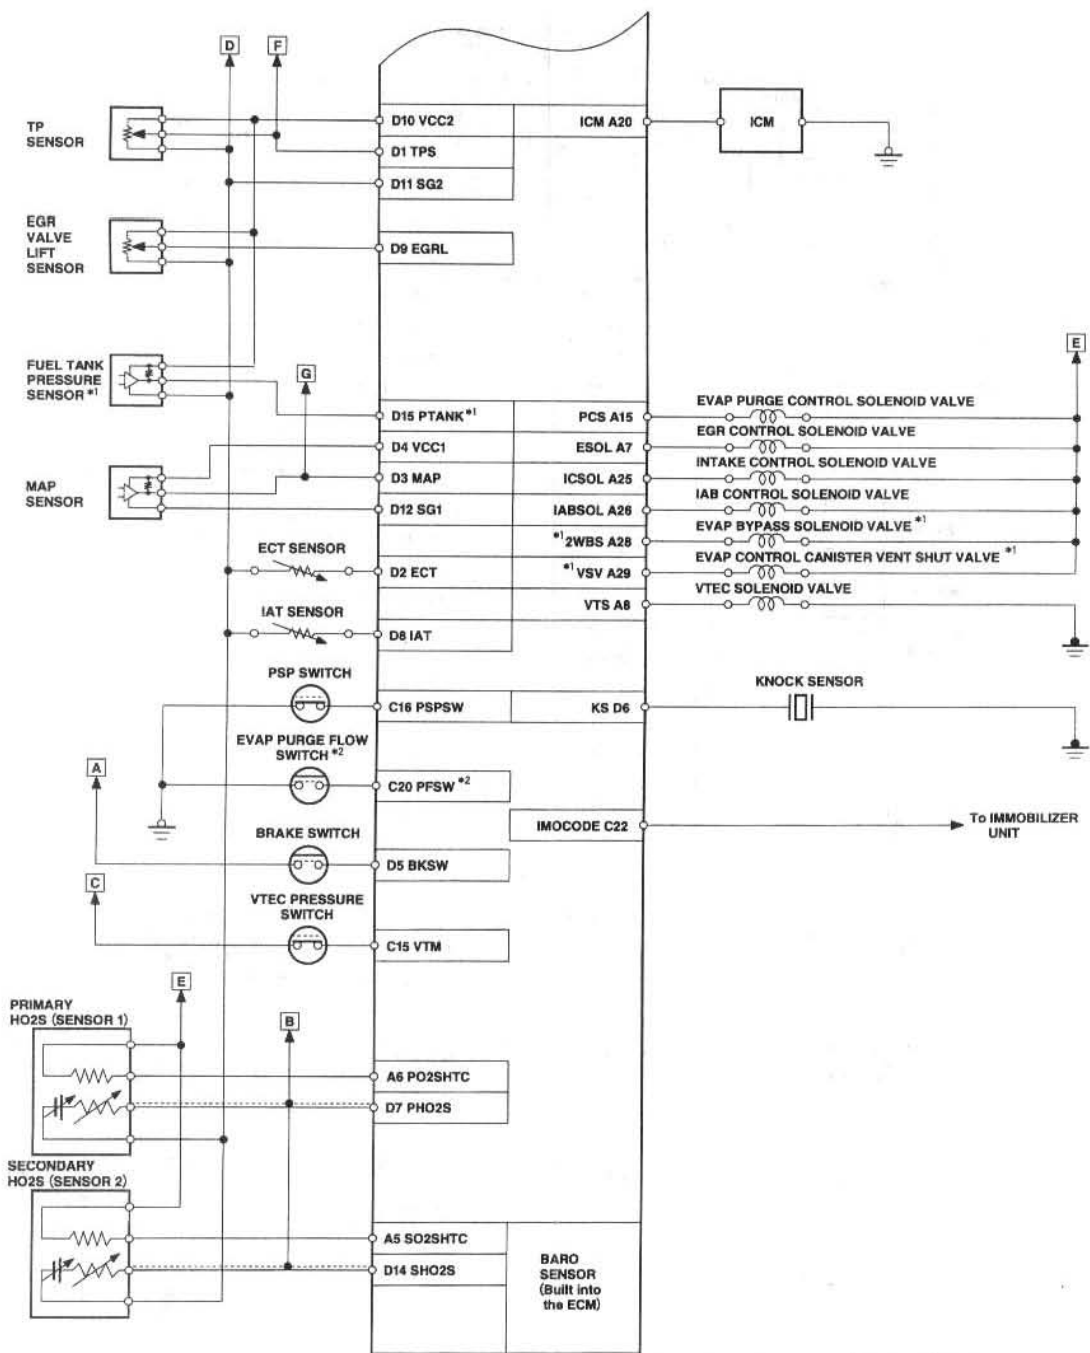 D
F
TP
SENSOR
D10 VCC2
ICM A20
ICM
D1 TPS
D11 SG2
EGR
VALVE
LIFT
SENSOR
D9 EGRL
FUEL TANK
PRESSURE
SENSOR *1
G
E
D15 PTANK *1
PCS A15
EVAP PURGE CONTROL SOLENOID VALVE
D4 VCC1
ESOL A7
EGR CONTROL SOLENOID VALVE
MAP
SENSOR
D3 MAP
ICSOL A25
INTAKE CONTROL SOLENOID VALVE
D12 SG1
IABSOL A26
IAB CONTROL SOLENOID VALVE
*1 2WBS A28
EVAP BYPASS SOLENOID VALVE *1
ECT SENSOR
D2 ECT
*1 VSV A29
EVAP CONTROL CANISTER VENT SHUT VALVE *1
VTS A8
VTEC SOLENOID VALVE
IAT SENSOR
D8 IAT
PSP SWITCH
C16 PSPSW
KS D6
KNOCK SENSOR
EVAP PURGE FLOW
SWITCH *2
C20 PFSW *2
A
IMOCODE C22
To IMMOBILIZER
UNIT
BRAKE SWITCH
D5 BKSW
C
VTEC PRESSURE
SWITCH
C15 VTM
E
PRIMARY
HO2S (SENSOR 1)
B
A6 PO2SHTC
D7 PHO2S
SECONDARY
HO2S (SENSOR 2)
A5 SO2SHTC
D14 SHO2S
BARO
SENSOR
(Built into
the ECM)